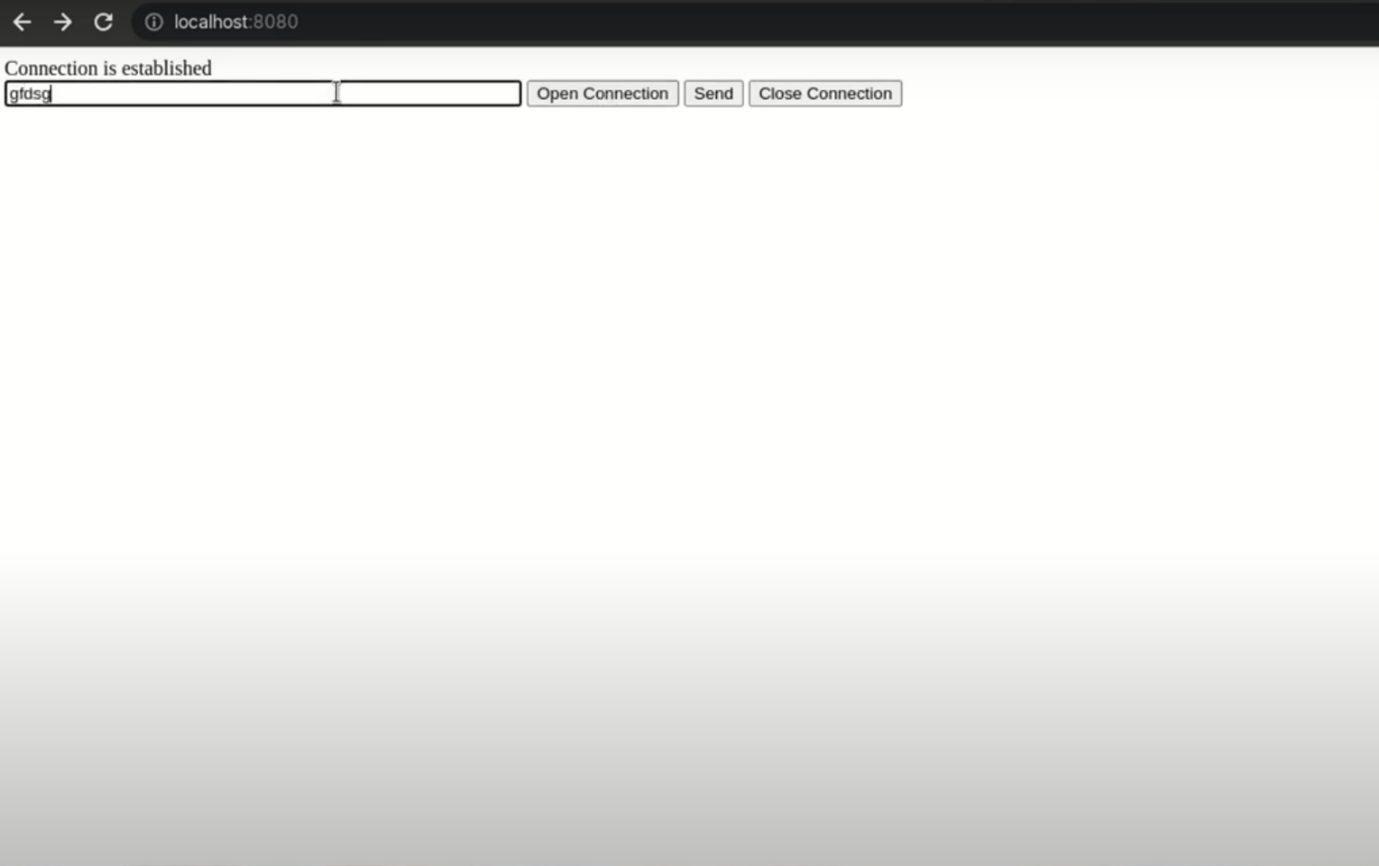 localhost:8080
Connection is established
gfdsg Open Connection Send Close Connection